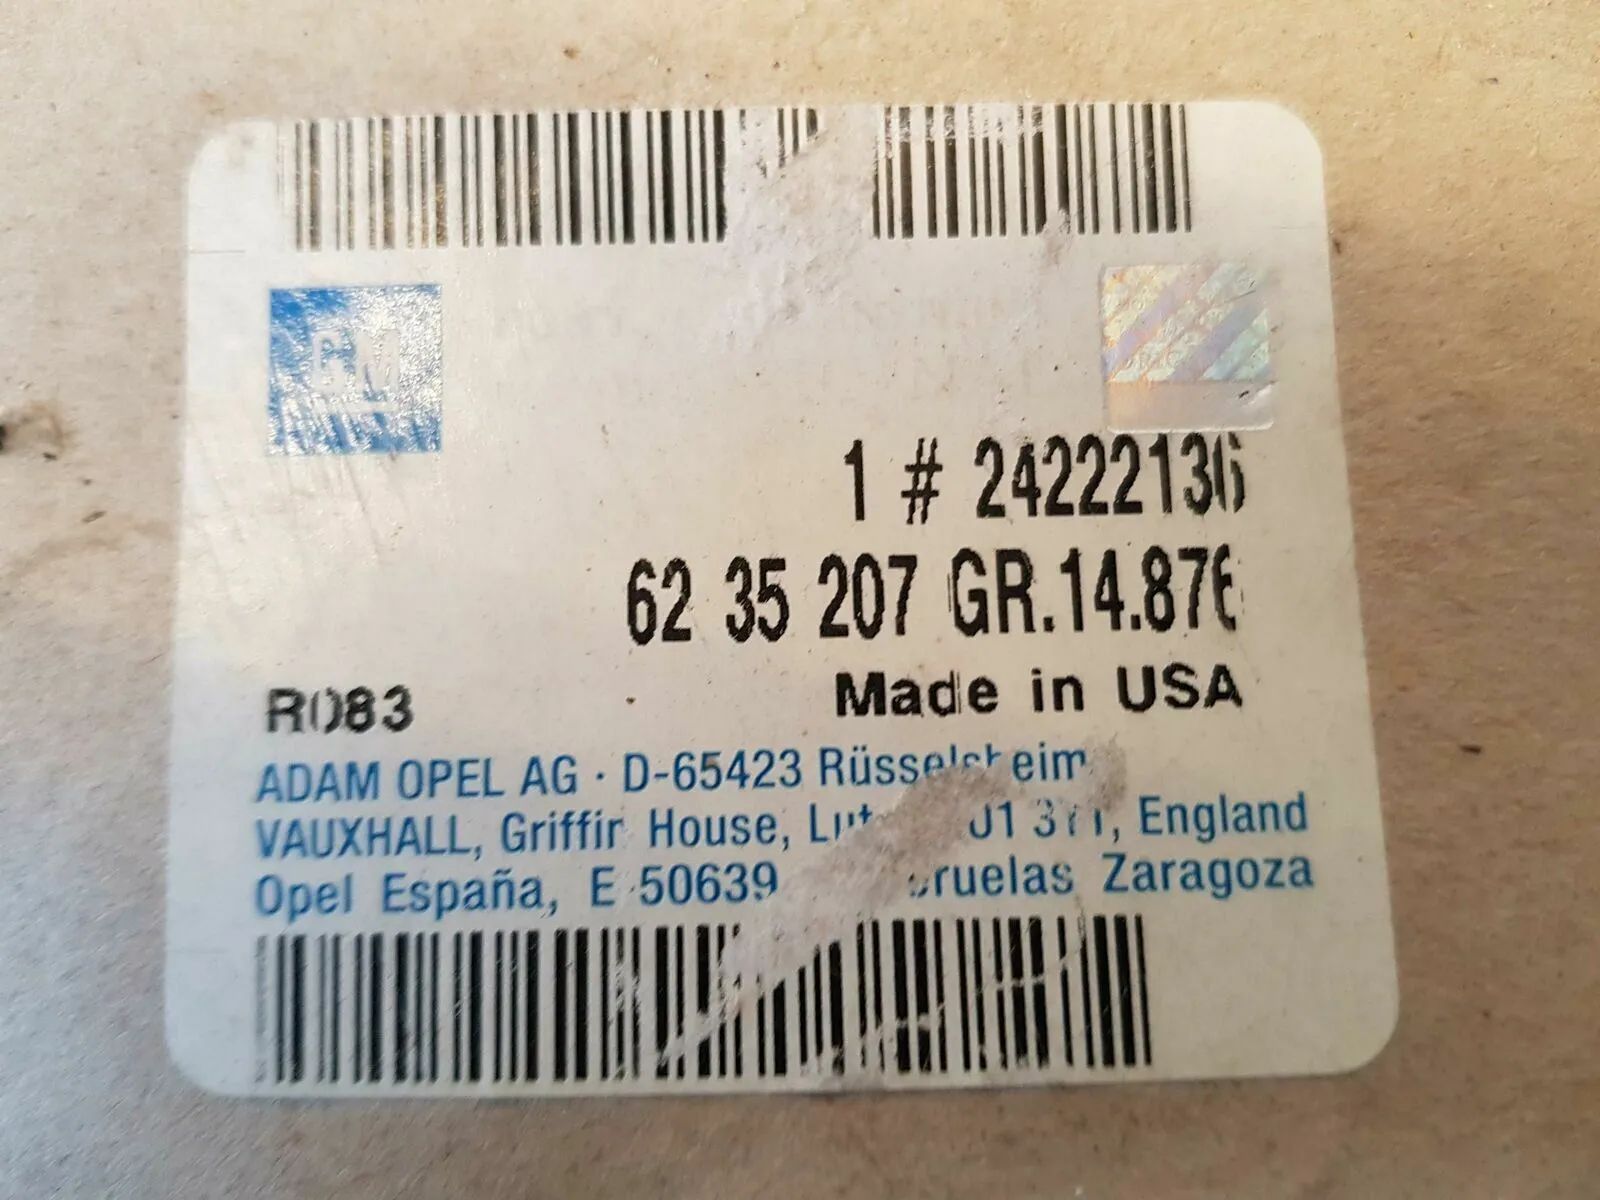 GM
1 # 24222136
62 35 207 GR.14.876
Made in USA
R083
ADAM OPEL AG · D-65423 Rüsselsheim
VAUXHALL, Griffin House, England
Opel España, E 50639 Zaragoza